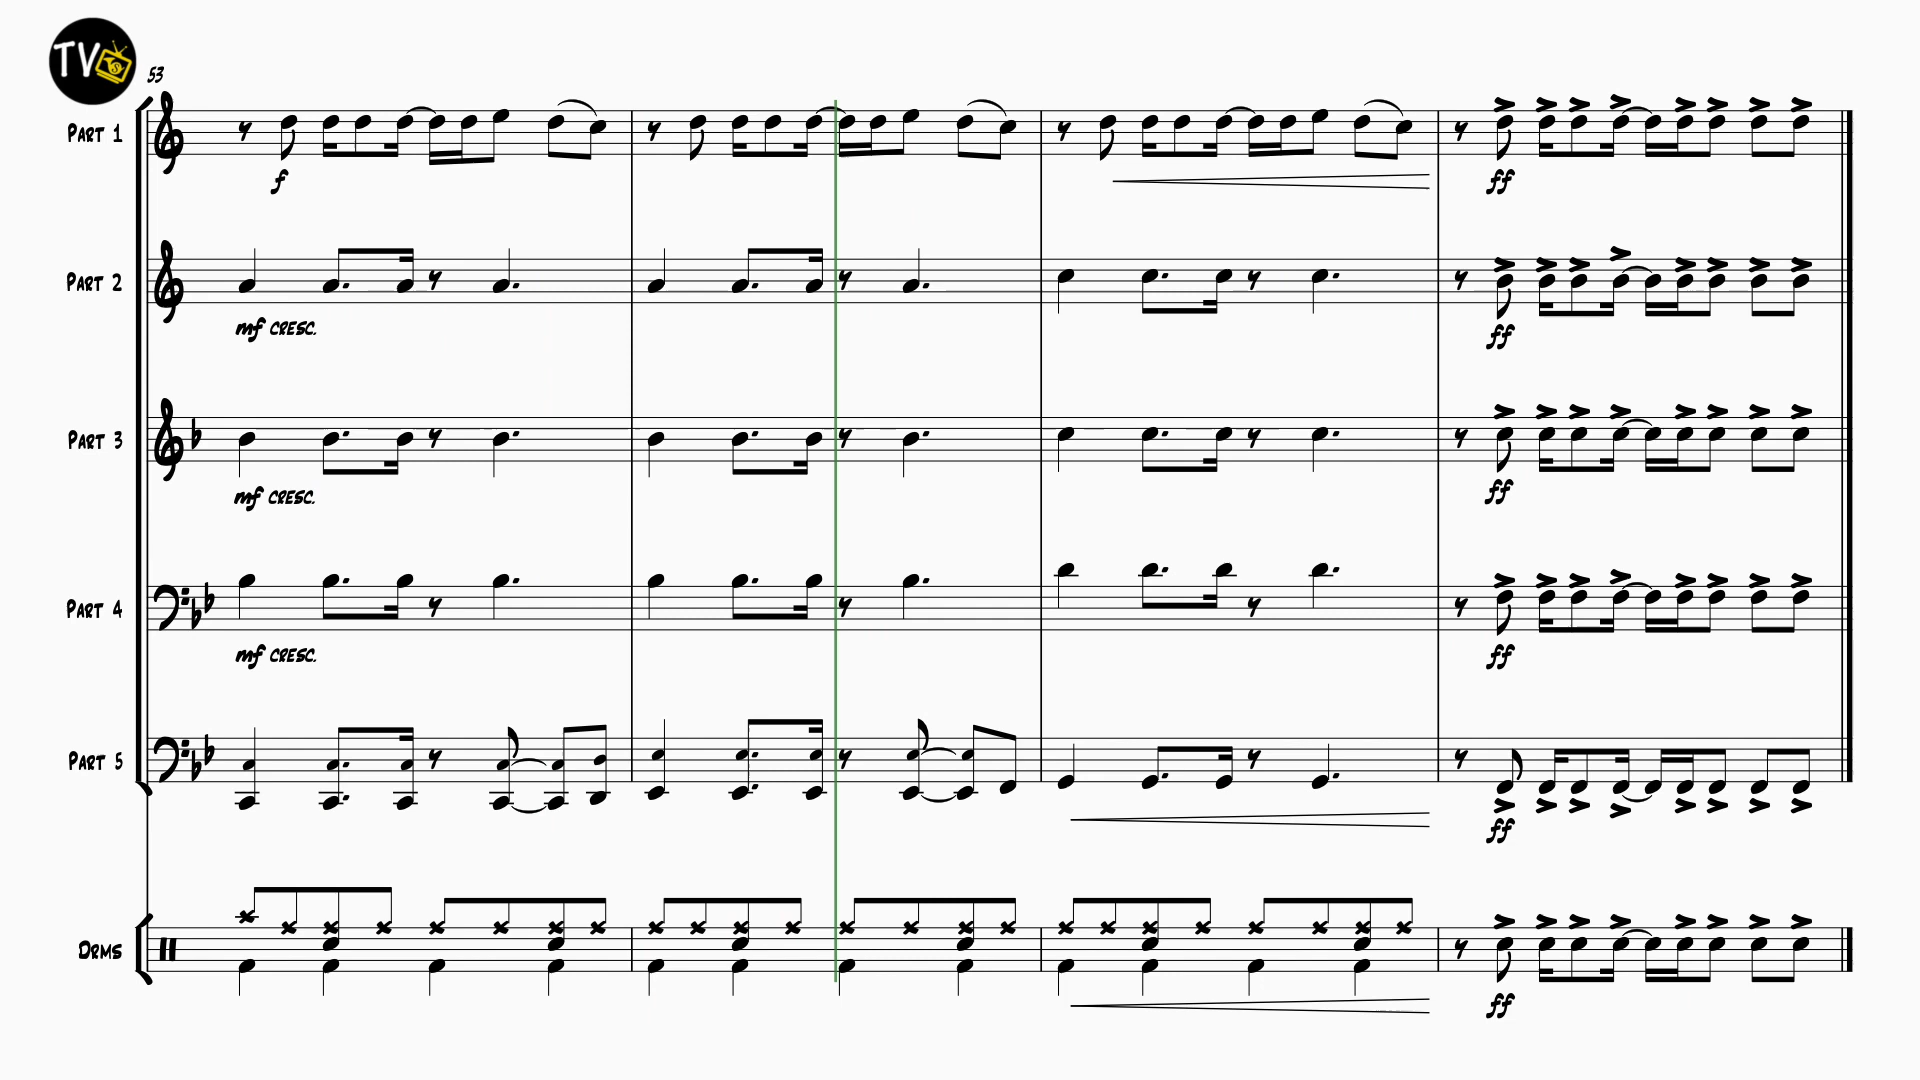 TV
53
PART 1
f
ff
PART 2
mf CRESC.
ff
PART 3
mf CRESC.
ff
PART 4
mf CRESC.
ff
PART 5
ff
DRMS
ff